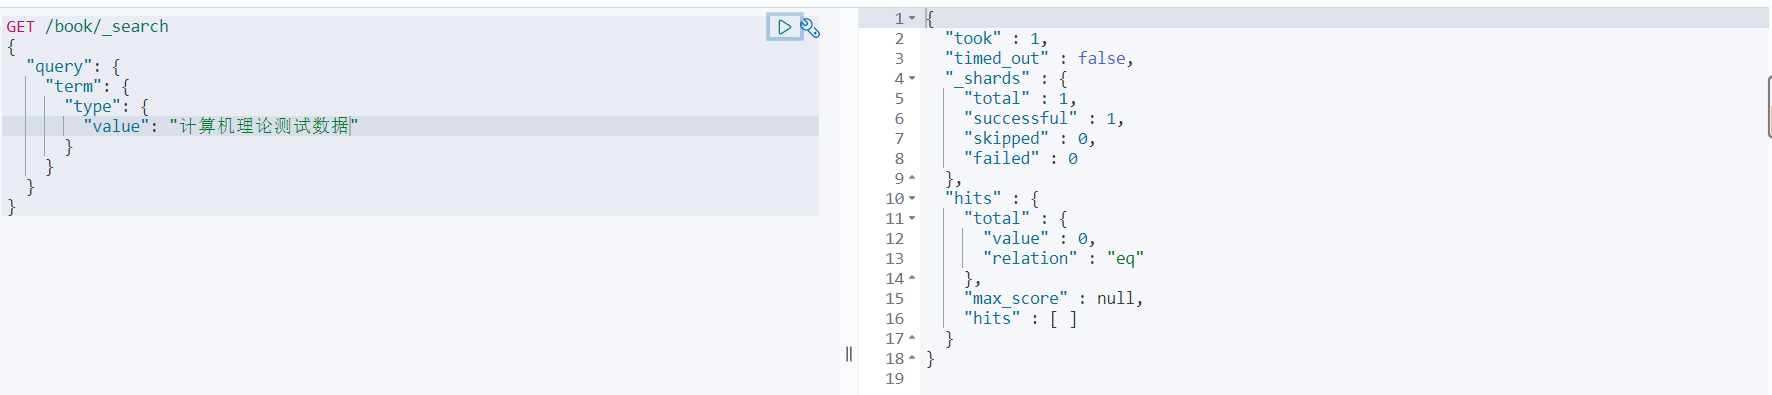 GET /book/_search
{
  "query": {
    "term": {
      "type": {
        "value": "计算机理论测试数据"
      }
    }
  }
}
1 {
2   "took" : 1,
3   "timed_out" : false,
4   "_shards" : {
5     "total" : 1,
6     "successful" : 1,
7     "skipped" : 0,
8     "failed" : 0
9   },
10   "hits" : {
11     "total" : {
12       "value" : 0,
13       "relation" : "eq"
14     },
15     "max_score" : null,
16     "hits" : [ ]
17   }
18 }
19